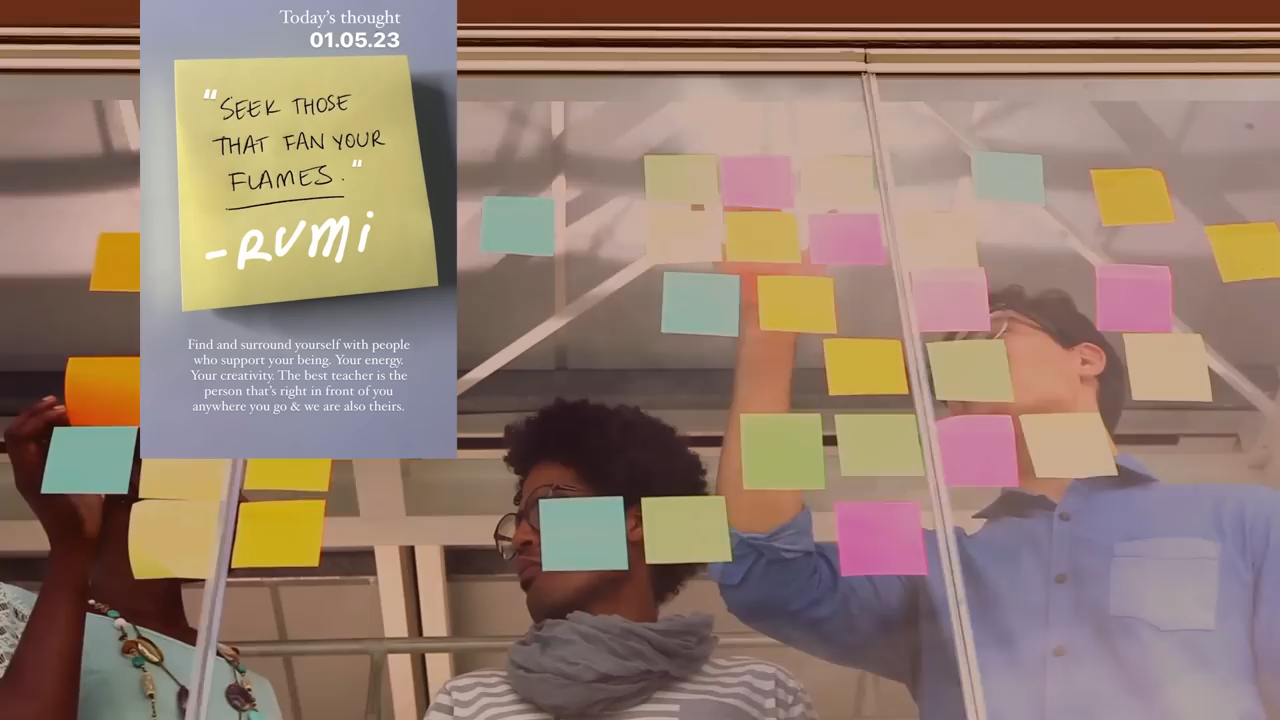 Today's thought
01.05.23
"SEEK THOSE
THAT FAN YOUR
FLAMES."
-RUMi
Find and surround yourself with people
who support your being. Your energy.
Your creativity. The best teacher is the
person that's right in front of you
anywhere you go & we are also theirs.